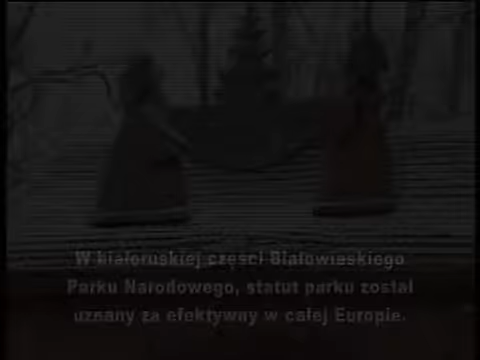 W białoruskiej części Białowieskiego
Parku Narodowego, statut parku został
uznany za efektywny w całej Europie.